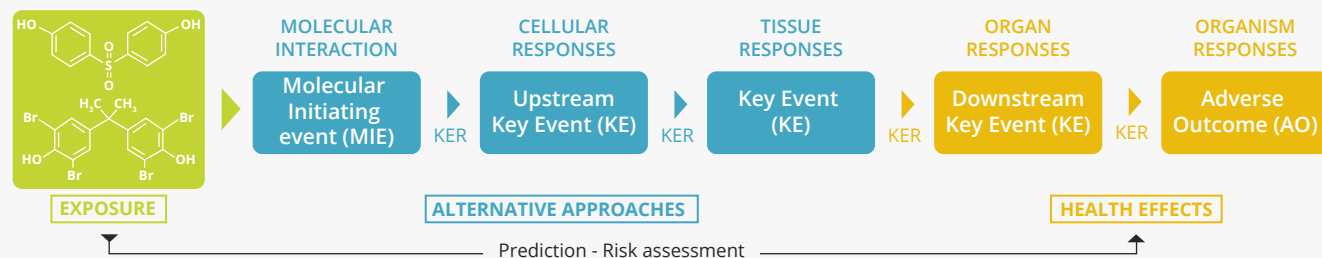 HO
OH
O
S
O
H₃C
CH₃
Br
Br
HO
OH
Br
Br
MOLECULAR
INTERACTION
Molecular
Initiating
event (MIE)
KER
CELLULAR
RESPONSES
Upstream
Key Event (KE)
KER
TISSUE
RESPONSES
Key Event
(KE)
KER
ORGAN
RESPONSES
Downstream
Key Event (KE)
KER
ORGANISM
RESPONSES
Adverse
Outcome (AO)
EXPOSURE
ALTERNATIVE APPROACHES
HEALTH EFFECTS
Prediction - Risk assessment